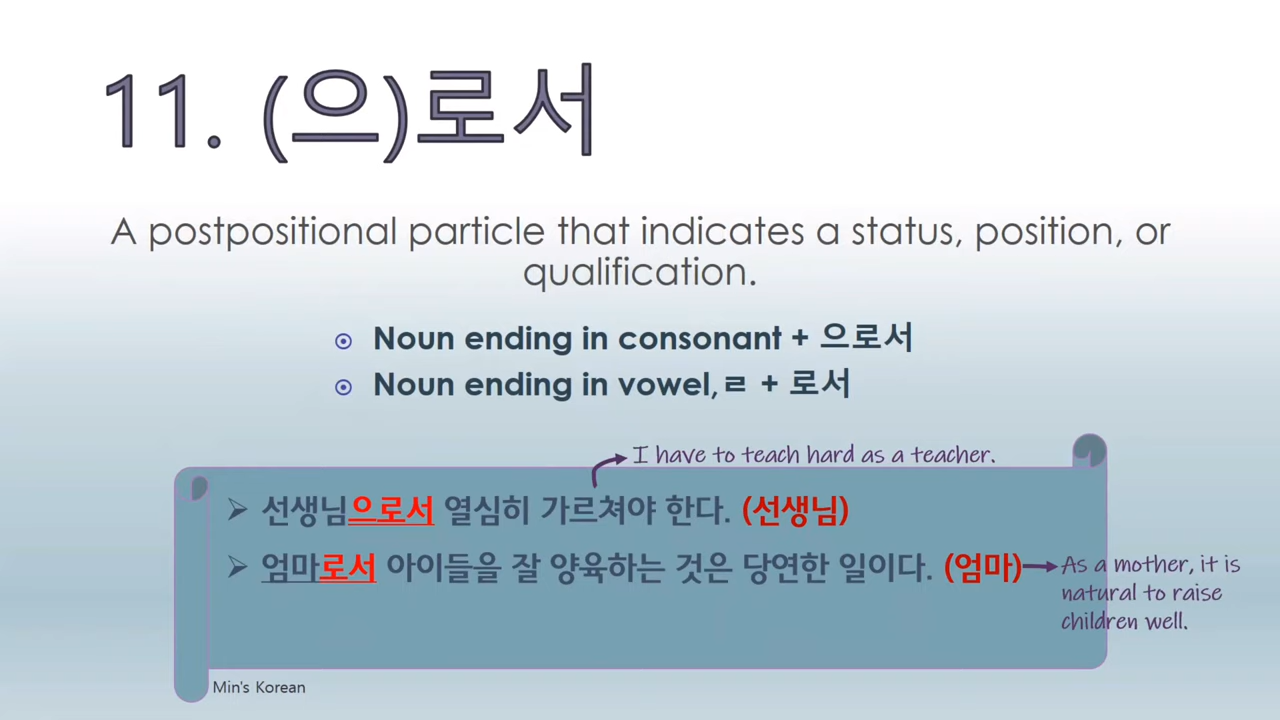 11. (으)로서
A postpositional particle that indicates a status, position, or
qualification.
Noun ending in consonant + 으로서
Noun ending in vowel,ㄹ + 로서
I have to teach hard as a teacher.
선생님으로서 열심히 가르쳐야 한다. (선생님)
엄마로서 아이들을 잘 양육하는 것은 당연한 일이다. (엄마)
As a mother, it is
natural to raise
children well.
Min's Korean